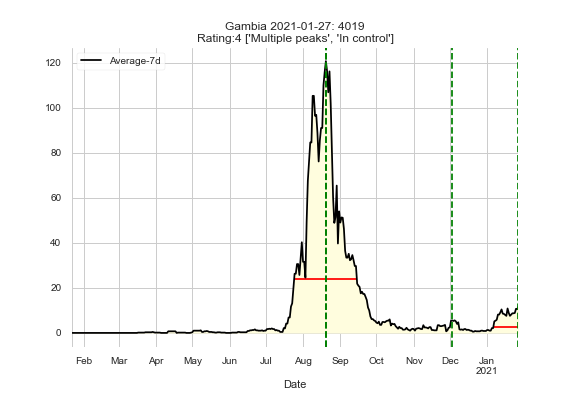 Gambia 2021-01-27: 4019
Rating:4 ['Multiple peaks', 'In control']
Average-7d
120
100
80
60
40
20
0
Feb Mar Apr May Jun Jul Aug Sep Oct Nov Dec Jan
2021
Date